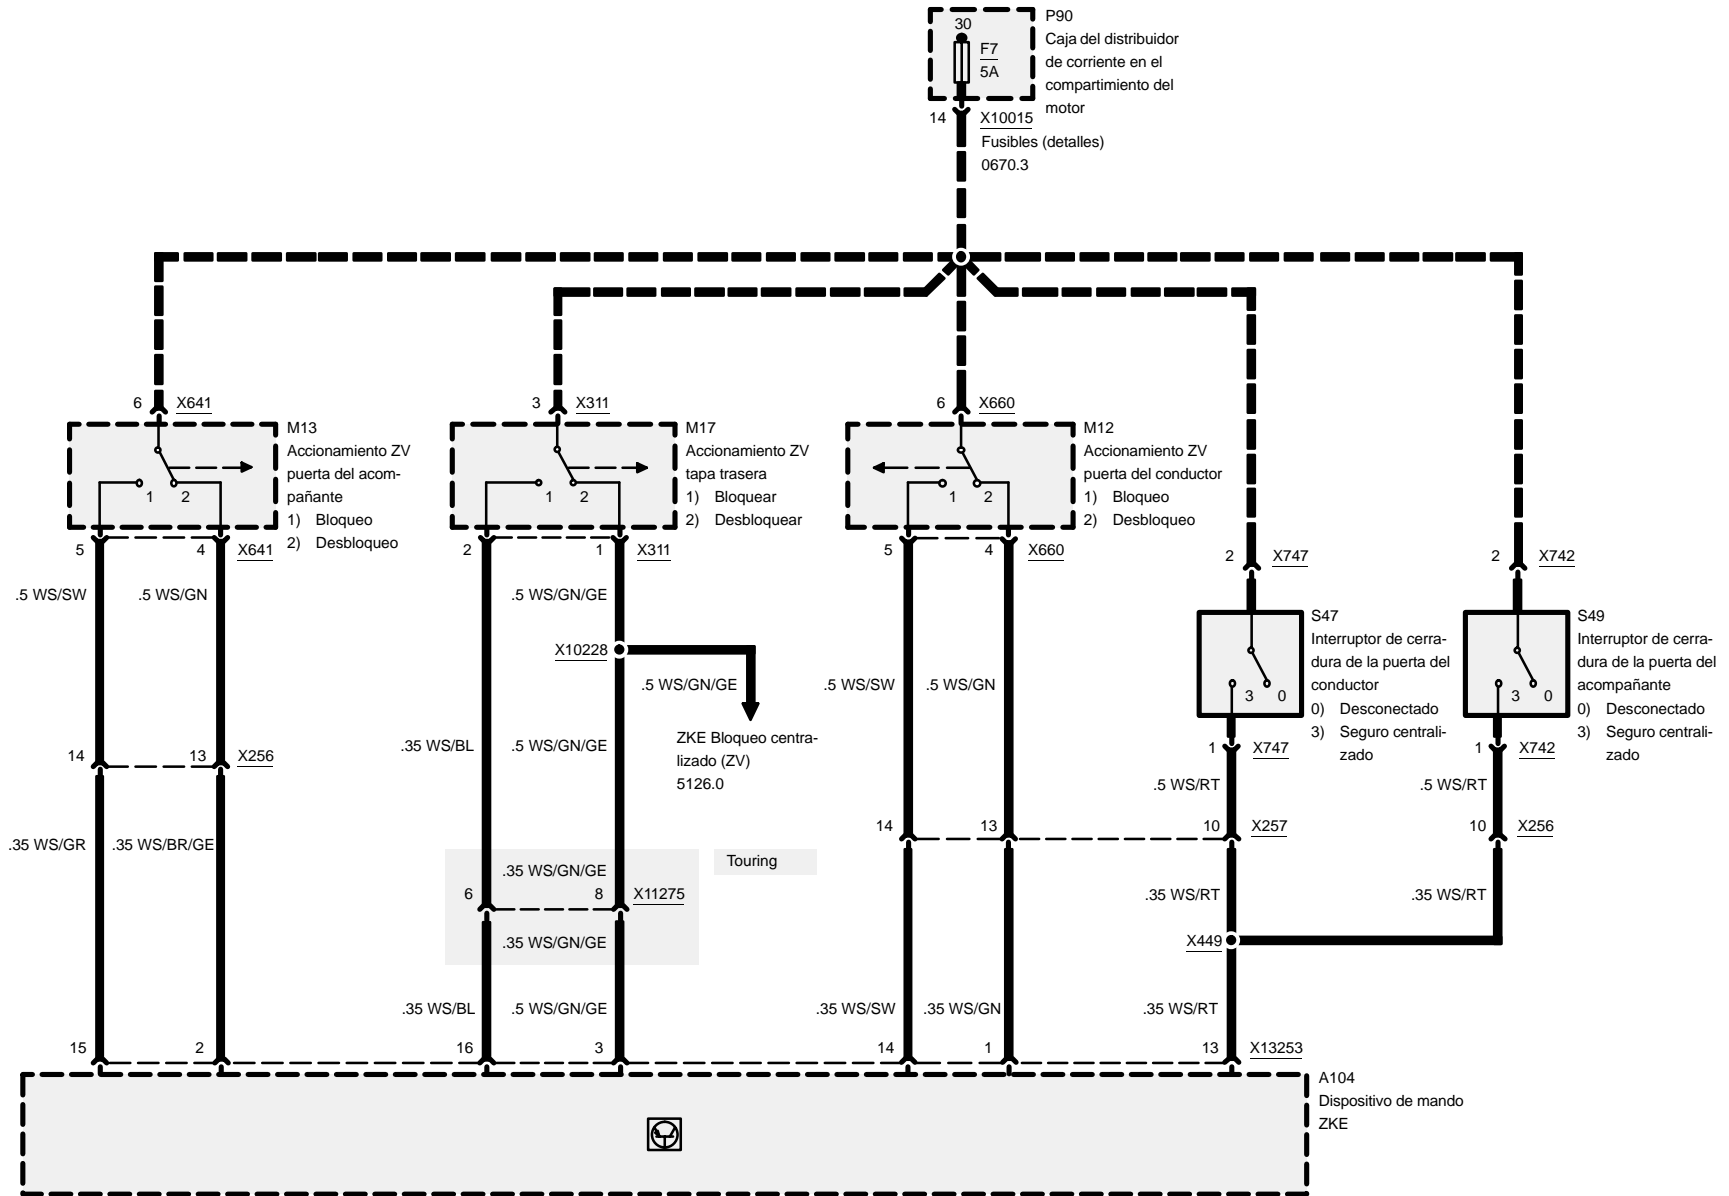 P90
30
Caja del distribuidor
de corriente en el
compartimiento del
motor
F7
5A
14 X10015
Fusibles (detalles)
0670.3
6 X641
3 X311
6 X660
M13
Accionamiento ZV
puerta del acom-
pañante
1) Bloqueo
2) Desbloqueo
1 2
M17
Accionamiento ZV
tapa trasera
1) Bloquear
2) Desbloquear
1 2
M12
Accionamiento ZV
puerta del conductor
1) Bloqueo
2) Desbloqueo
1 2
5 4 X641
2 1 X311
5 4 X660
2 X747
2 X742
.5 WS/SW .5 WS/GN
.5 WS/GN/GE
S47
Interruptor de cerra-
dura de la puerta del
conductor
0) Desconectado
3) Seguro centrali-
zado
3 0
S49
Interruptor de cerra-
dura de la puerta del
acompañante
0) Desconectado
3) Seguro centrali-
zado
3 0
X10228
.5 WS/GN/GE
.5 WS/SW .5 WS/GN
ZKE Bloqueo centra-
lizado (ZV)
5126.0
.35 WS/BL .5 WS/GN/GE
14 13 X256
1 X747
1 X742
.5 WS/RT
.5 WS/RT
14 13 10 X257
10 X256
.35 WS/GR .35 WS/BR/GE
Touring
.35 WS/GN/GE
6 8 X11275
.35 WS/GN/GE
.35 WS/RT
.35 WS/RT
X449
.35 WS/BL .5 WS/GN/GE
.35 WS/SW .35 WS/GN
.35 WS/RT
15 2 16 3 14 1 13 X13253
A104
Dispositivo de mando
ZKE